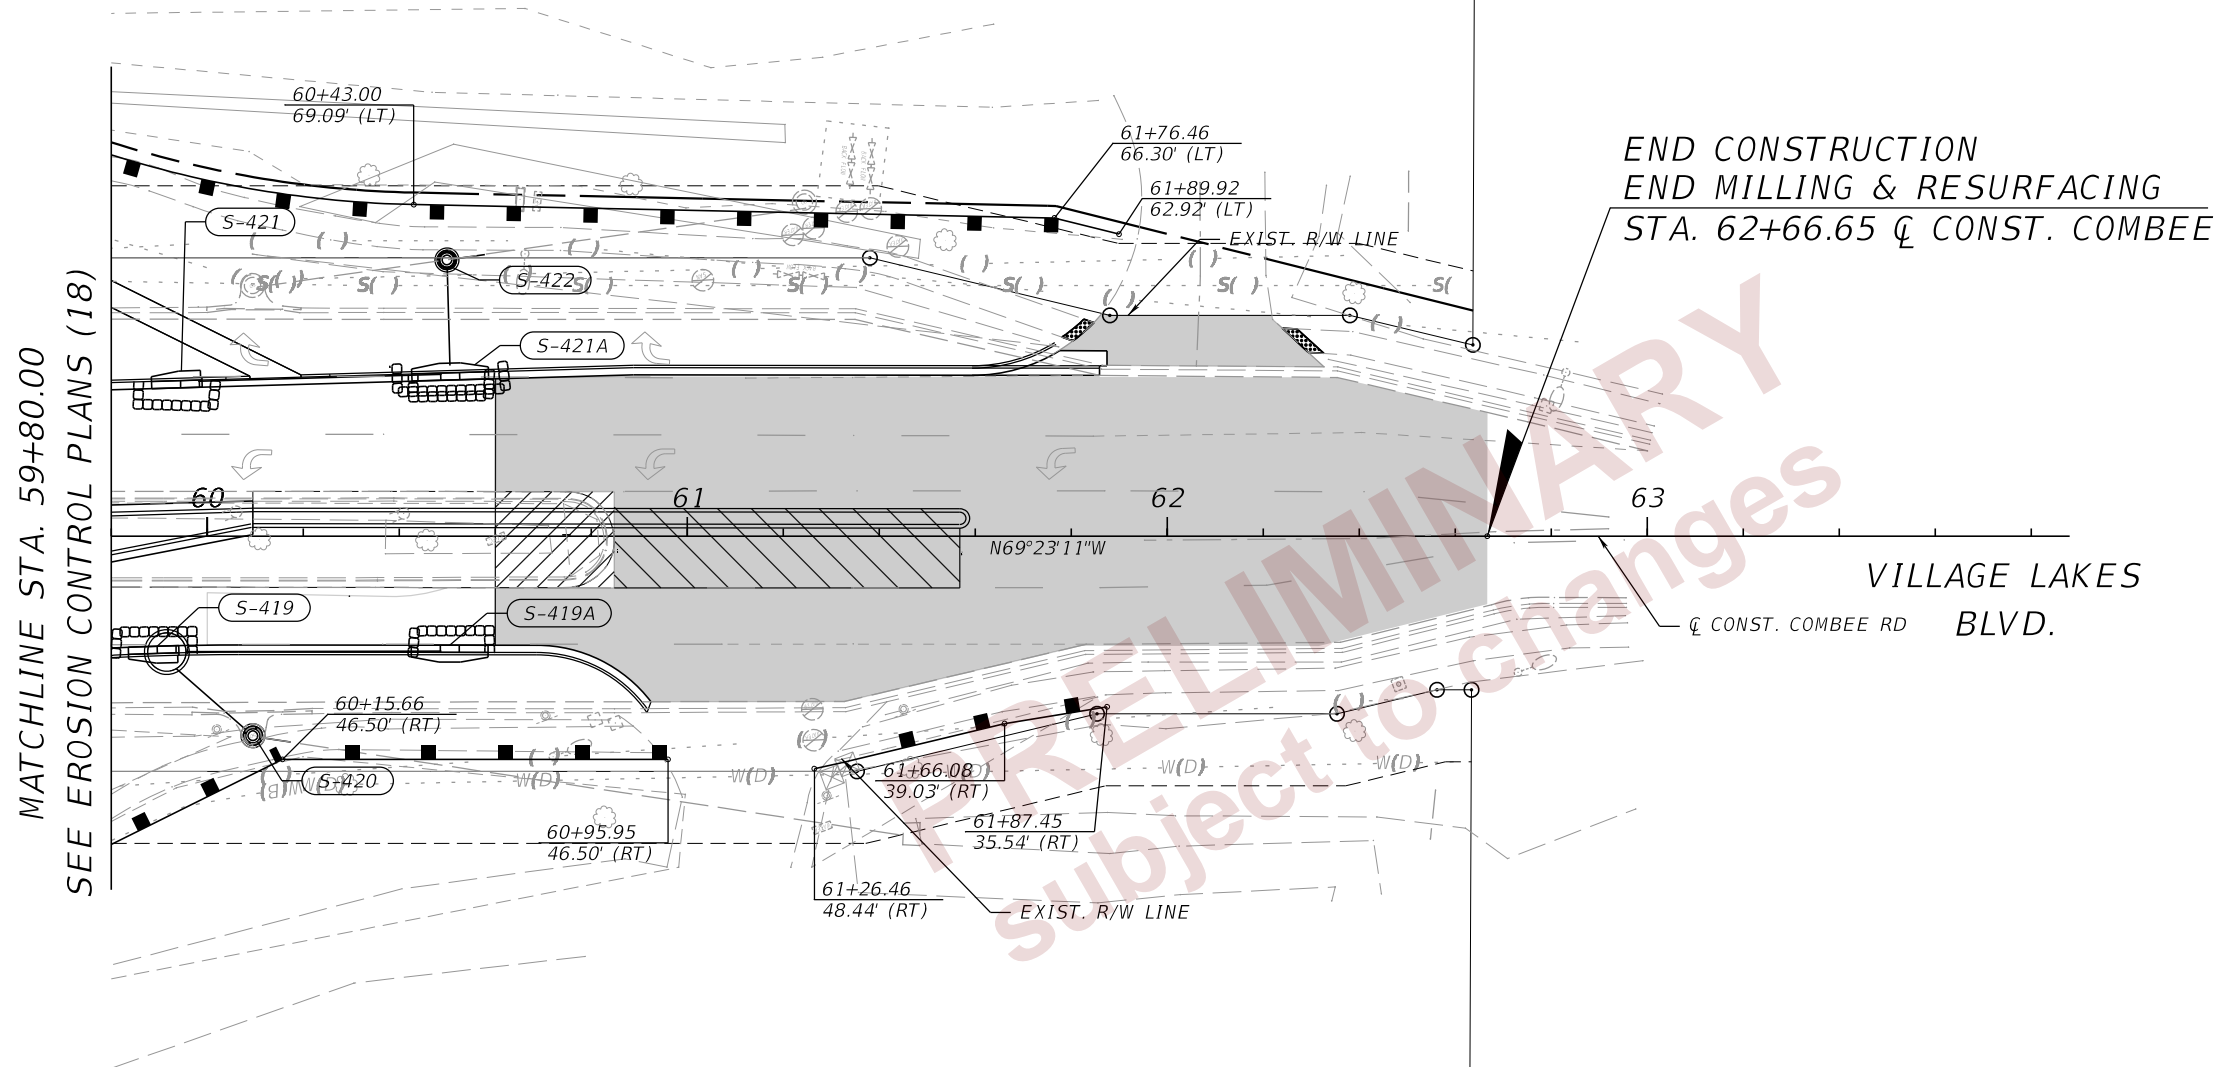 MATCHLINE STA. 59+80.00
SEE EROSION CONTROL PLANS (18)
60+43.00
69.09' (LT)
61+76.46
66.30' (LT)
61+89.92
62.92' (LT)
EXIST. R/W LINE
END CONSTRUCTION
END MILLING & RESURFACING
STA. 62+66.65 ℄ CONST. COMBEE
S-421
S-422
S-421A
( )
( )
( )
( )
( )
( )
( )
( )
( )
S( )
S( )
S( )
S( )
S( )
S( )
S(
60
61
62
63
N69°23'11"W
VILLAGE LAKES
BLVD.
℄ CONST. COMBEE RD
S-419
S-419A
60+15.66
46.50' (RT)
S-420
W(D)
W(D)
W(D)
W(D)
60+95.95
46.50' (RT)
61+66.08
39.03' (RT)
61+87.45
35.54' (RT)
61+26.46
48.44' (RT)
EXIST. R/W LINE
PRELIMINARY
subject to changes